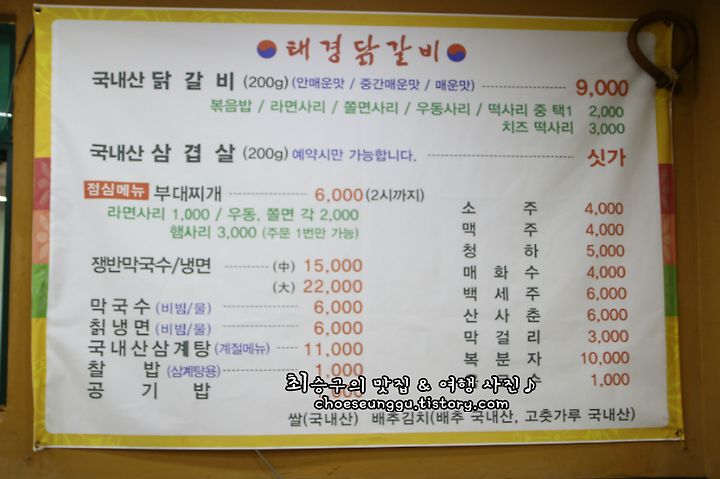 태경닭갈비
국내산 닭 갈 비 (200g) (안매운맛 / 중간매운맛 / 매운맛) 9,000
볶음밥 / 라면사리 / 쫄면사리 / 우동사리 / 떡사리 중 택1 2,000
치즈 떡사리 3,000
국내산 삼 겹 살 (200g) 예약시만 가능합니다. 싯가
점심메뉴 부대찌개 6,000 (2시까지)
라면사리 1,000 / 우동, 쫄면 각 2,000
햄사리 3,000 (주문 1번만 가능)
쟁반막국수/냉면 (中) 15,000
(大) 22,000
막국수 (비빔/물) 6,000
칡냉면 (비빔/물) 6,000
국내산삼계탕 (계절메뉴) 11,000
찰 밥 (삼계탕용) 1,000
공 기 밥
소 주 4,000
맥 주 4,000
청 하 5,000
매 화 수 4,000
백 세 주 6,000
산 사 춘 6,000
막 걸 리 3,000
복 분 자 10,000
1,000
최승구의 맛집 & 여행 사진♪
choeseunggu.tistory.com
쌀(국내산) 배추김치(배추 국내산, 고춧가루 국내산)